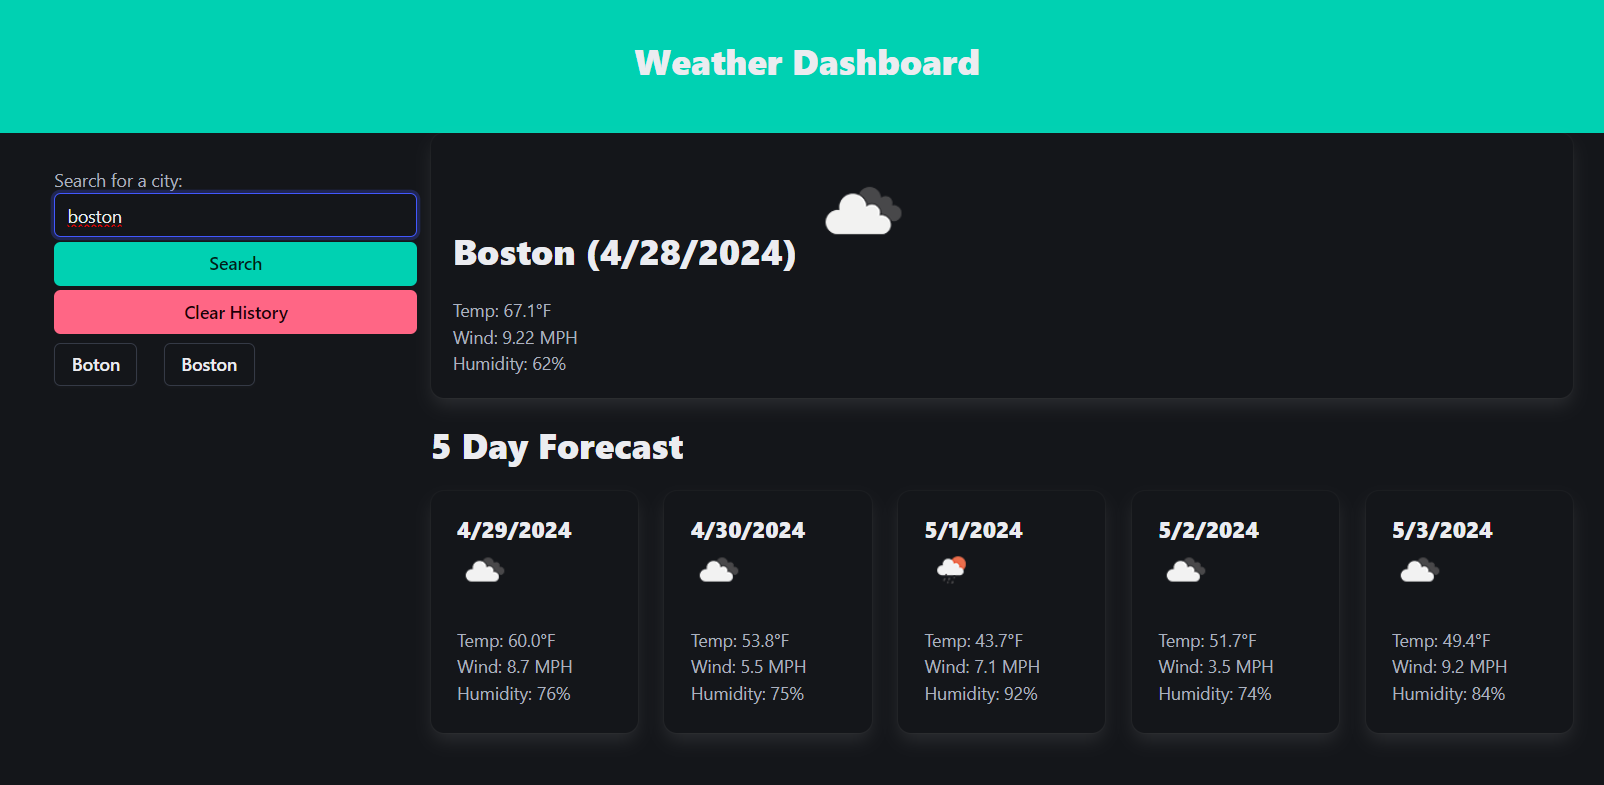 Weather Dashboard
Search for a city:
boston
Search
Clear History
Boton
Boston
Boston (4/28/2024)
Temp: 67.1°F
Wind: 9.22 MPH
Humidity: 62%
5 Day Forecast
4/29/2024
Temp: 60.0°F
Wind: 8.7 MPH
Humidity: 76%
4/30/2024
Temp: 53.8°F
Wind: 5.5 MPH
Humidity: 75%
5/1/2024
Temp: 43.7°F
Wind: 7.1 MPH
Humidity: 92%
5/2/2024
Temp: 51.7°F
Wind: 3.5 MPH
Humidity: 74%
5/3/2024
Temp: 49.4°F
Wind: 9.2 MPH
Humidity: 84%